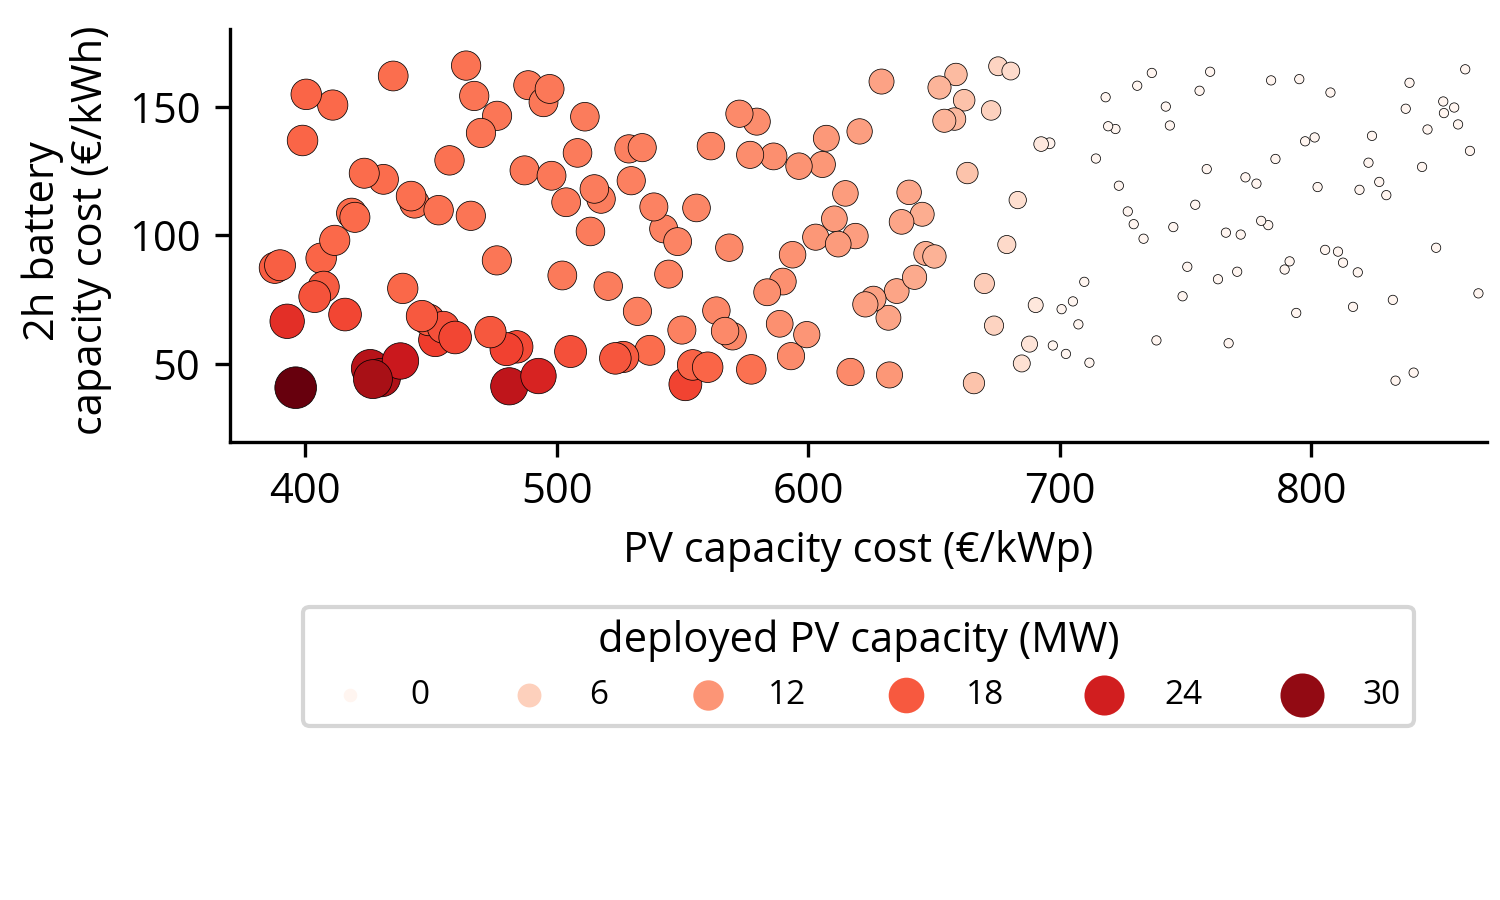 2h battery
capacity cost (€/kWh)
150
100
50
400 500 600 700 800
PV capacity cost (€/kWp)
deployed PV capacity (MW)
0 6 12 18 24 30